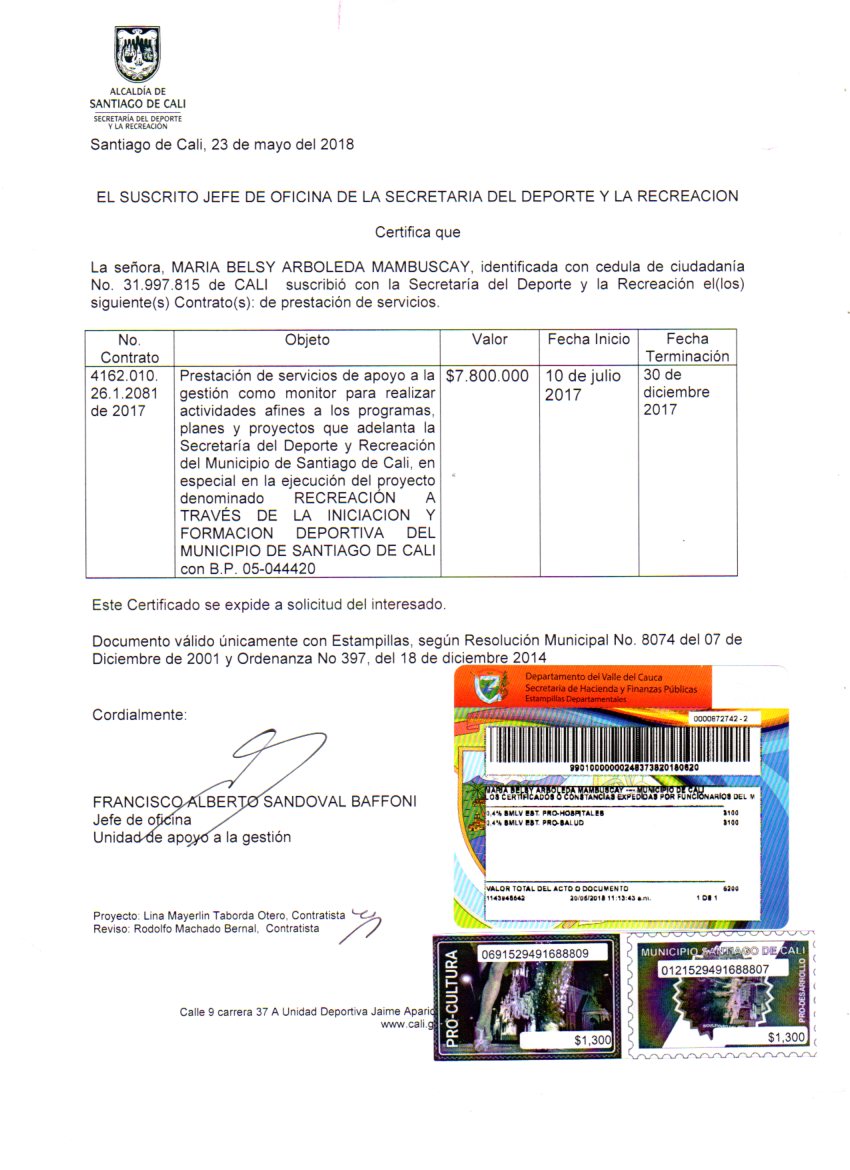 ALCALDÍA DE
SANTIAGO DE CALI
SECRETARÍA DEL DEPORTE
Y LA RECREACIÓN
Santiago de Cali, 23 de mayo del 2018
EL SUSCRITO JEFE DE OFICINA DE LA SECRETARIA DEL DEPORTE Y LA RECREACION
Certifica que
La señora, MARIA BELSY ARBOLEDA MAMBUSCAY, identificada con cedula de ciudadanía
No. 31.997.815 de CALI suscribió con la Secretaría del Deporte y la Recreación el(los)
siguiente(s) Contrato(s): de prestación de servicios.
No. Contrato
Objeto
Valor
Fecha Inicio
Fecha Terminación
4162.010.
26.1.2081
de 2017
Prestación de servicios de apoyo a la
gestión como monitor para realizar
actividades afines a los programas,
planes y proyectos que adelanta la
Secretaría del Deporte y Recreación
del Municipio de Santiago de Cali, en
especial en la ejecución del proyecto
denominado RECREACIÓN A
TRAVÉS DE LA INICIACION Y
FORMACION DEPORTIVA DEL
MUNICIPIO DE SANTIAGO DE CALI
con B.P. 05-044420
$7.800.000
10 de julio
2017
30 de
diciembre
2017
Este Certificado se expide a solicitud del interesado.
Documento válido únicamente con Estampillas, según Resolución Municipal No. 8074 del 07 de
Diciembre de 2001 y Ordenanza No 397, del 18 de diciembre 2014
Departamento del Valle del Cauca
Secretaría de Hacienda y Finanzas Públicas
Estampillas Departamentales
0000872742 - 2
99010000000248373820180620
MARIA BELSY ARBOLEDA MAMBUSCAY --- MUNICIPIO DE CALI
LOS CERTIFICADOS O CONSTANCIAS EXPEDIDAS POR FUNCIONARIOS DEL M
0,4% SMLV EST. PRO-HOSPITALES 3100
0,4% SMLV EST. PRO-SALUD 3100
VALOR TOTAL DEL ACTO O DOCUMENTO 6200
20/06/2018 11:13:43 a.m. 1 DE 1
Cordialmente:
FRANCISCO ALBERTO SANDOVAL BAFFONI
Jefe de oficina
Unidad de apoyo a la gestión
Proyecto: Lina Mayerlin Taborda Otero, Contratista
Reviso: Rodolfo Machado Bernal, Contratista
PRO-CULTURA
0691529491688809
$1,300
MUNICIPIO SANTIAGO DE CALI
0121529491688807
PRO-DESARROLLO
$1,300
Calle 9 carrera 37 A Unidad Deportiva Jaime Apari
www.cali.g